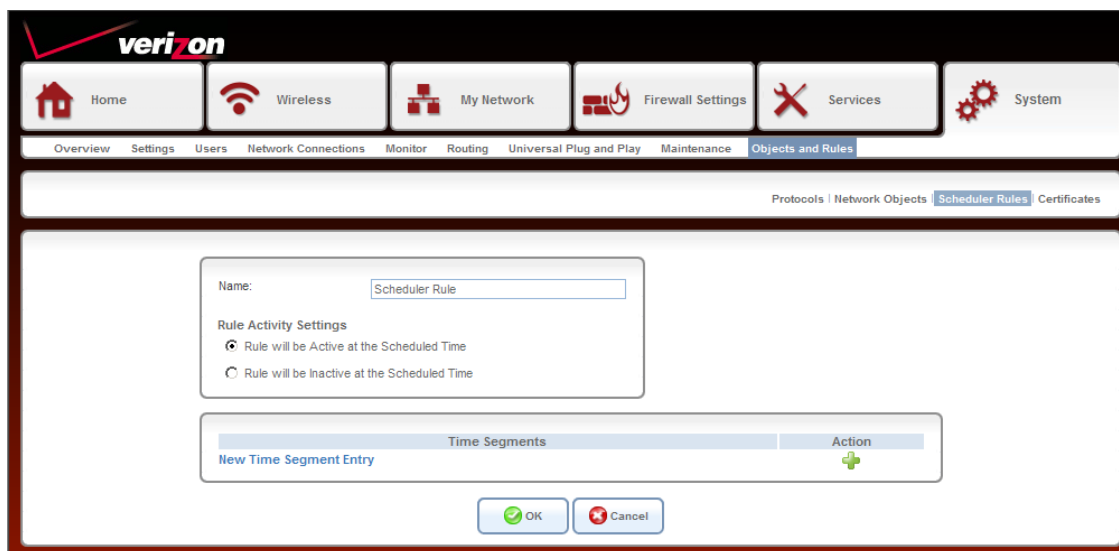 verizon
Home Wireless My Network Firewall Settings Services System
Overview Settings Users Network Connections Monitor Routing Universal Plug and Play Maintenance Objects and Rules
Protocols | Network Objects | Scheduler Rules | Certificates
Name: Scheduler Rule
Rule Activity Settings
Rule will be Active at the Scheduled Time
Rule will be Inactive at the Scheduled Time
Time Segments Action
New Time Segment Entry
OK Cancel